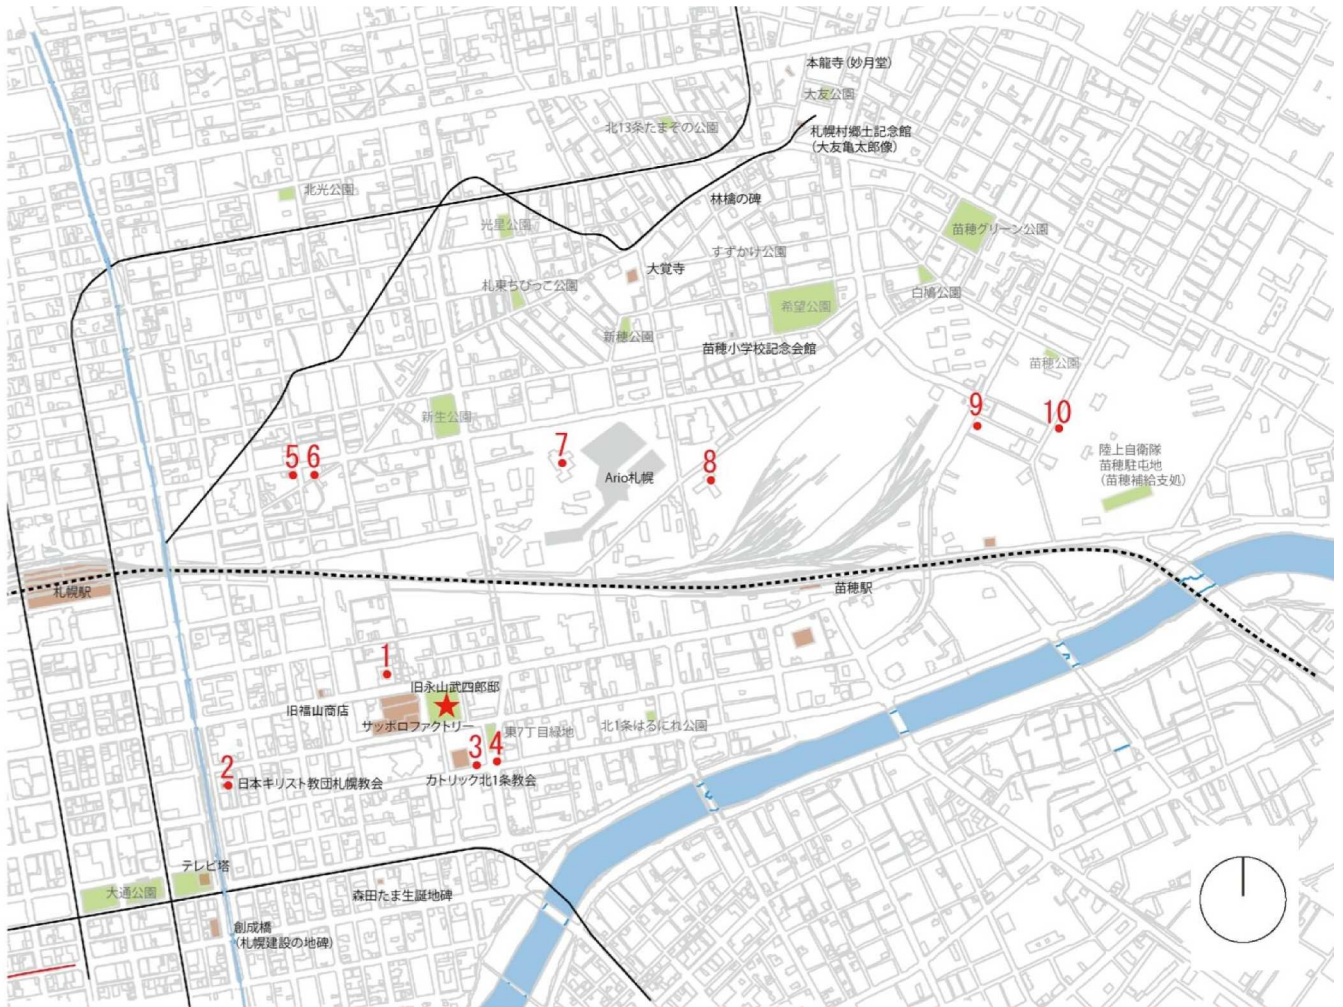 本龍寺（妙月堂）
大友公園
北13条たまぞの公園
札幌村郷土記念館
（大友亀太郎像）
北光公園
林檎の碑
光星公園
苗穂グリーン公園
すずかけ公園
大覚寺
札東ちびっこ公園
白鳩公園
希望公園
新穂公園
苗穂小学校記念会館
苗穂公園
新生公園
9
10
5
6
7
8
Ario札幌
陸上自衛隊
苗穂駐屯地
（苗穂補給支処）
札幌駅
苗穂駅
1
旧永山武四郎邸
旧福山商店
サッポロファクトリー
東7丁目緑地
北1条はるにれ公園
3
4
2
日本キリスト教団札幌教会
カトリック北1条教会
テレビ塔
大通公園
森田たま生誕地碑
創成橋
（札幌建設の地碑）